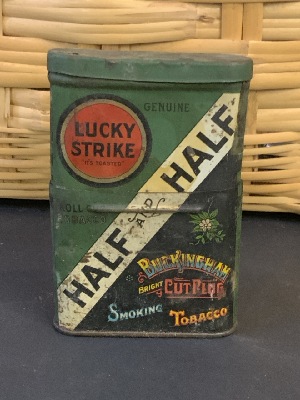 GENUINE
LUCKY
STRIKE
"IT'S TOASTED"
HALF
AND
HALF
BUCKINGHAM
BRIGHT CUT PLUG
SMOKING TOBACCO